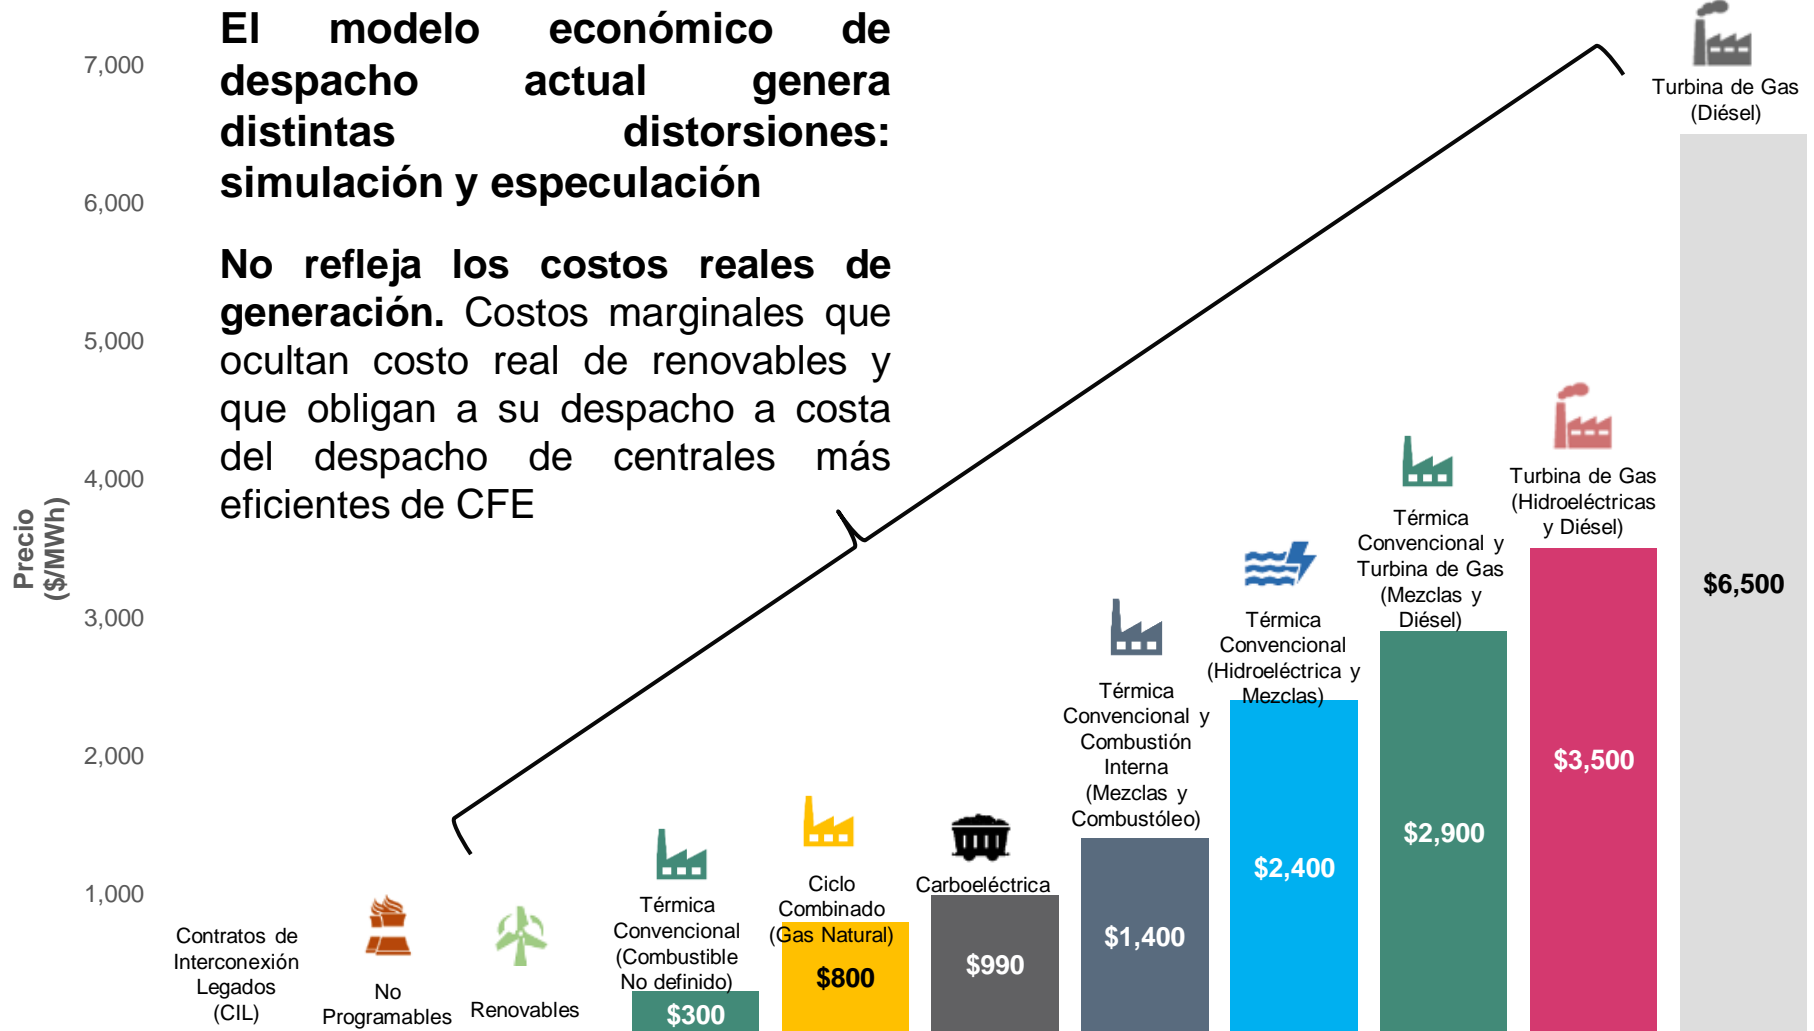 El modelo económico de
despacho actual genera
distintas distorsiones:
simulación y especulación
No refleja los costos reales de
generación. Costos marginales que
ocultan costo real de renovables y
que obligan a su despacho a costa
del despacho de centrales más
eficientes de CFE
Precio
($/MWh)
7,000
6,000
5,000
4,000
3,000
2,000
1,000
Contratos de
Interconexión
Legados
(CIL)
No
Programables
Renovables
Térmica
Convencional
(Combustible
No definido)
$300
Ciclo
Combinado
(Gas Natural)
$800
Carboeléctrica
$990
Térmica
Convencional y
Combustión
Interna
(Mezclas y
Combustóleo)
$1,400
Térmica
Convencional
(Hidroeléctrica y
Mezclas)
$2,400
Térmica
Convencional y
Turbina de Gas
(Mezclas y
Diésel)
$2,900
Turbina de Gas
(Hidroeléctricas
y Diésel)
$3,500
Turbina de Gas
(Diésel)
$6,500